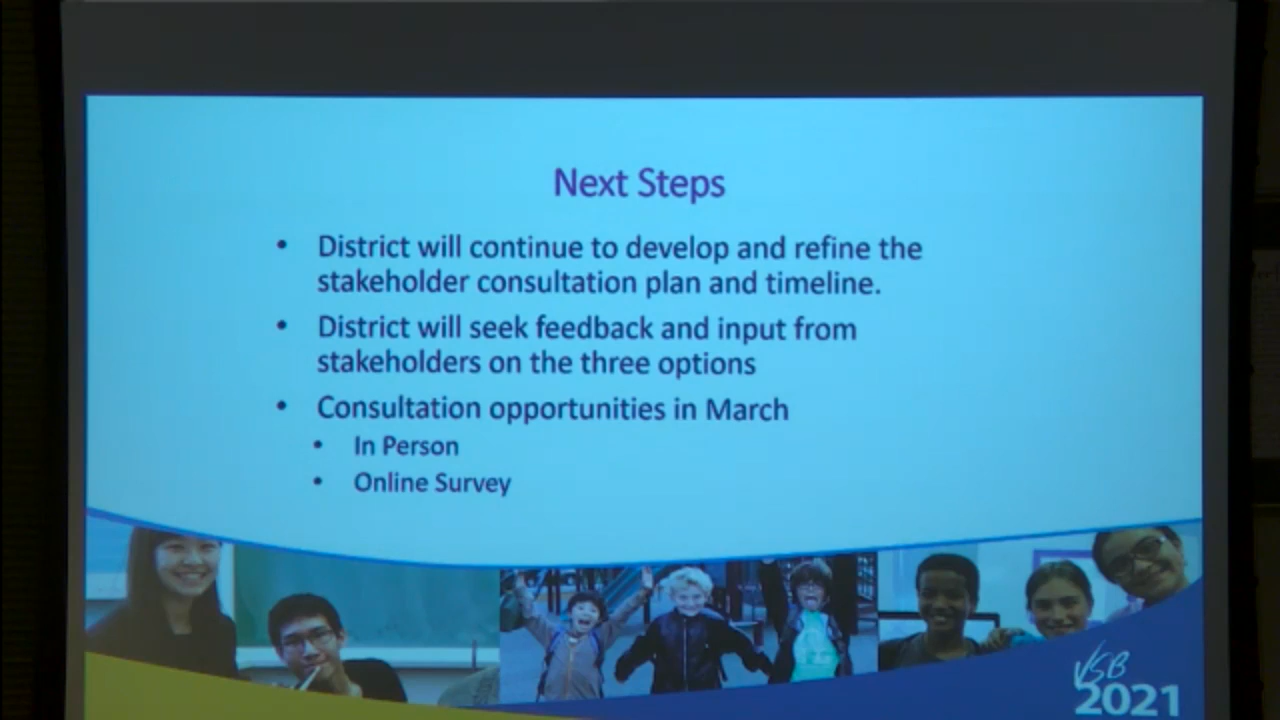 Next Steps
• District will continue to develop and refine the
stakeholder consultation plan and timeline.
• District will seek feedback and input from
stakeholders on the three options
• Consultation opportunities in March
• In Person
• Online Survey
VSB
2021